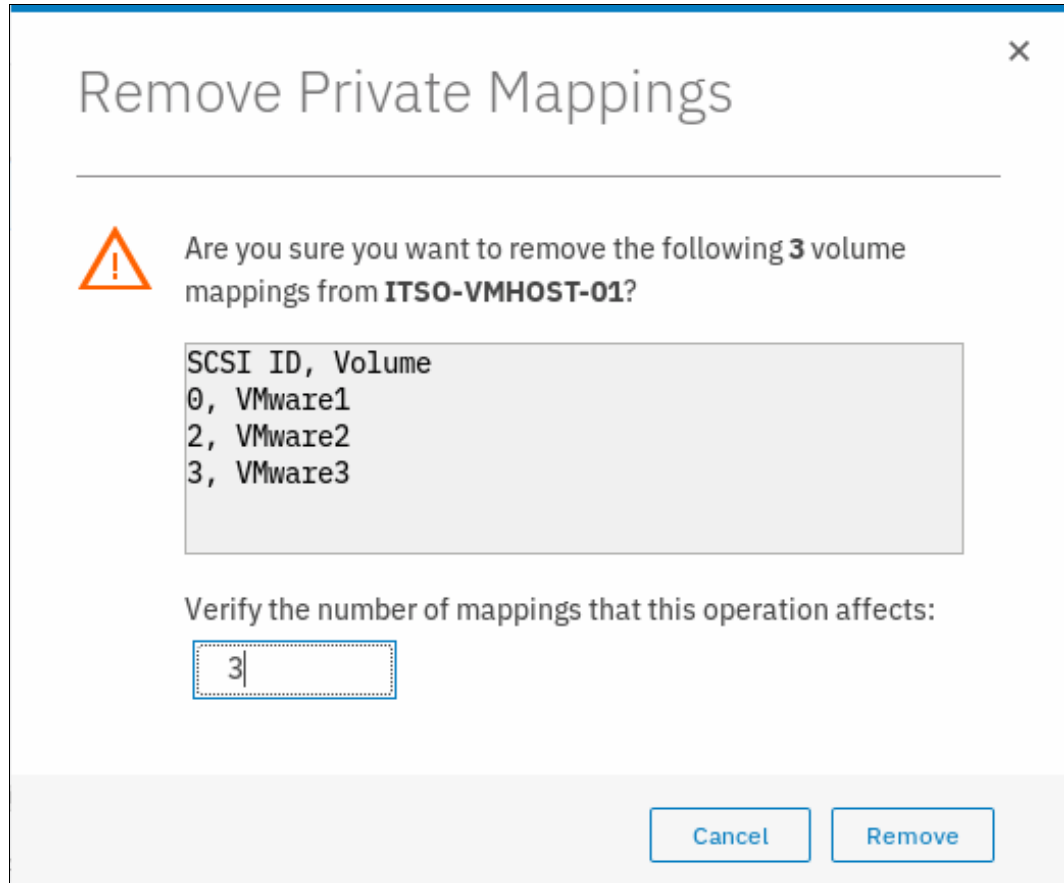 Remove Private Mappings
Are you sure you want to remove the following 3 volume
mappings from ITSO-VMHOST-01?
SCSI ID, Volume
0, VMware1
2, VMware2
3, VMware3
Verify the number of mappings that this operation affects:
3
Cancel
Remove